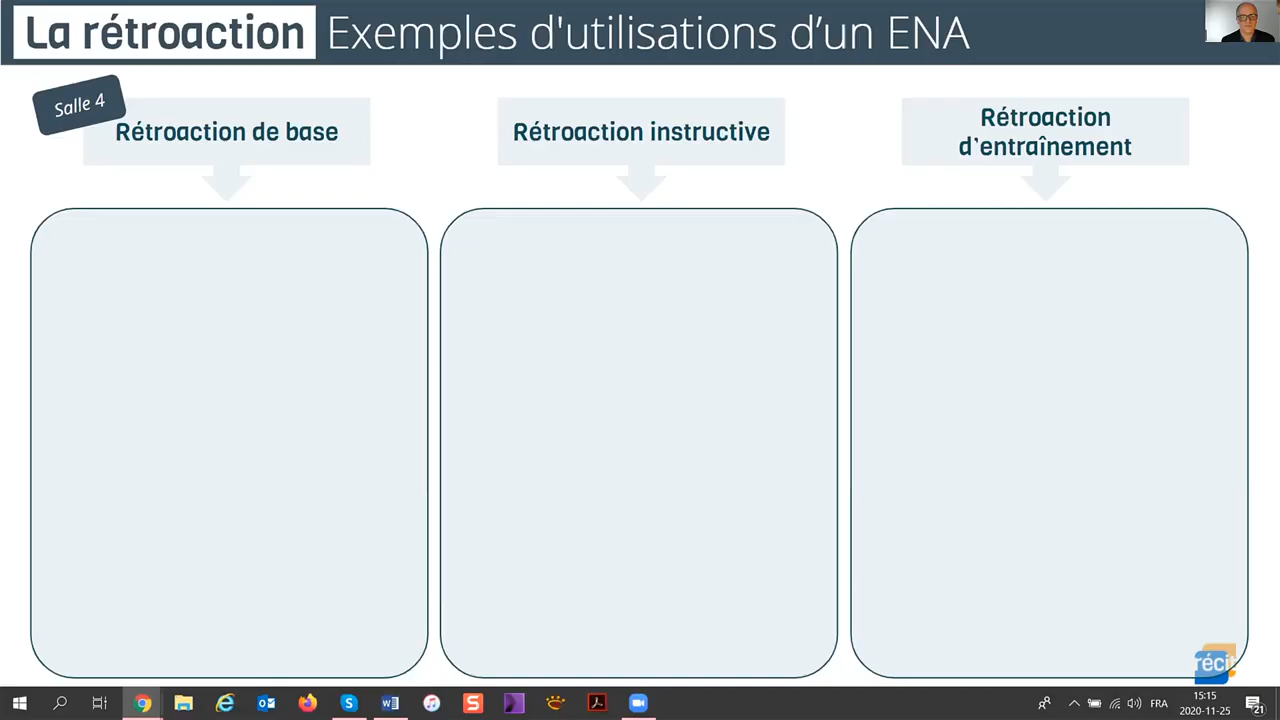 La rétroaction Exemples d'utilisations d’un ENA
Salle 4
Rétroaction de base
Rétroaction instructive
Rétroaction
d’entraînement
récit
15:15
FRA
2020-11-25
21